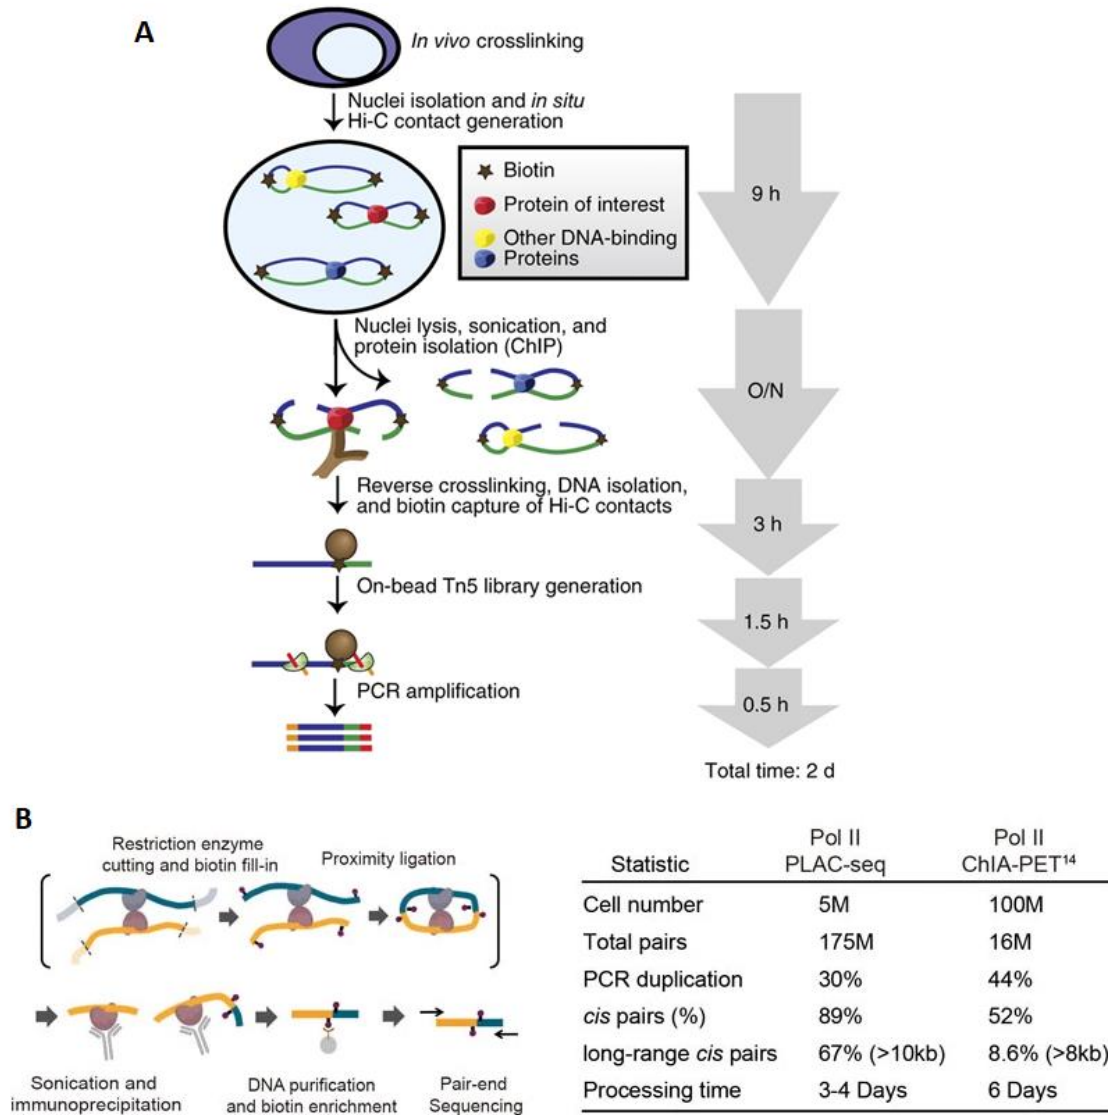 A
In vivo crosslinking
Nuclei isolation and in situ
Hi-C contact generation
Biotin
Protein of interest
Other DNA-binding
Proteins
9 h
Nuclei lysis, sonication, and
protein isolation (ChIP)
O/N
Reverse crosslinking, DNA isolation,
and biotin capture of Hi-C contacts
3 h
On-bead Tn5 library generation
1.5 h
PCR amplification
0.5 h
Total time: 2 d
B
Restriction enzyme
cutting and biotin fill-in
Proximity ligation
Sonication and
immunoprecipitation
DNA purification
and biotin enrichment
Pair-end
Sequencing
Pol II Pol II
Statistic PLAC-seq ChIA-PET¹⁴
Cell number 5M 100M
Total pairs 175M 16M
PCR duplication 30% 44%
cis pairs (%) 89% 52%
long-range cis pairs 67% (>10kb) 8.6% (>8kb)
Processing time 3-4 Days 6 Days